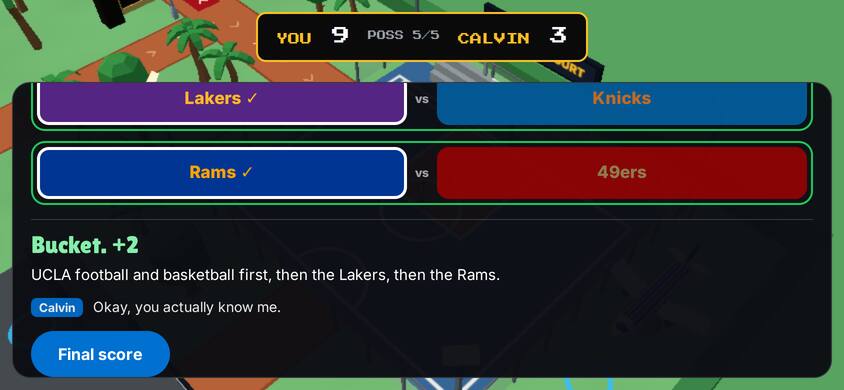 YOU 9 POSS 5/5 CALVIN 3
COURT
Lakers ✓ vs Knicks
Rams ✓ vs 49ers
Bucket. +2
UCLA football and basketball first, then the Lakers, then the Rams.
Calvin Okay, you actually know me.
Final score